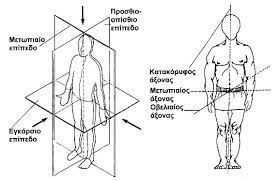 Προσθιο-
οπίσθιο
επίπεδο
Μετωπιαίο
επίπεδο
Εγκάρσιο
επίπεδο
Κατακόρυφος
άξονας
Μετωπιαίος
άξονας
Οβελιαίος
άξονας